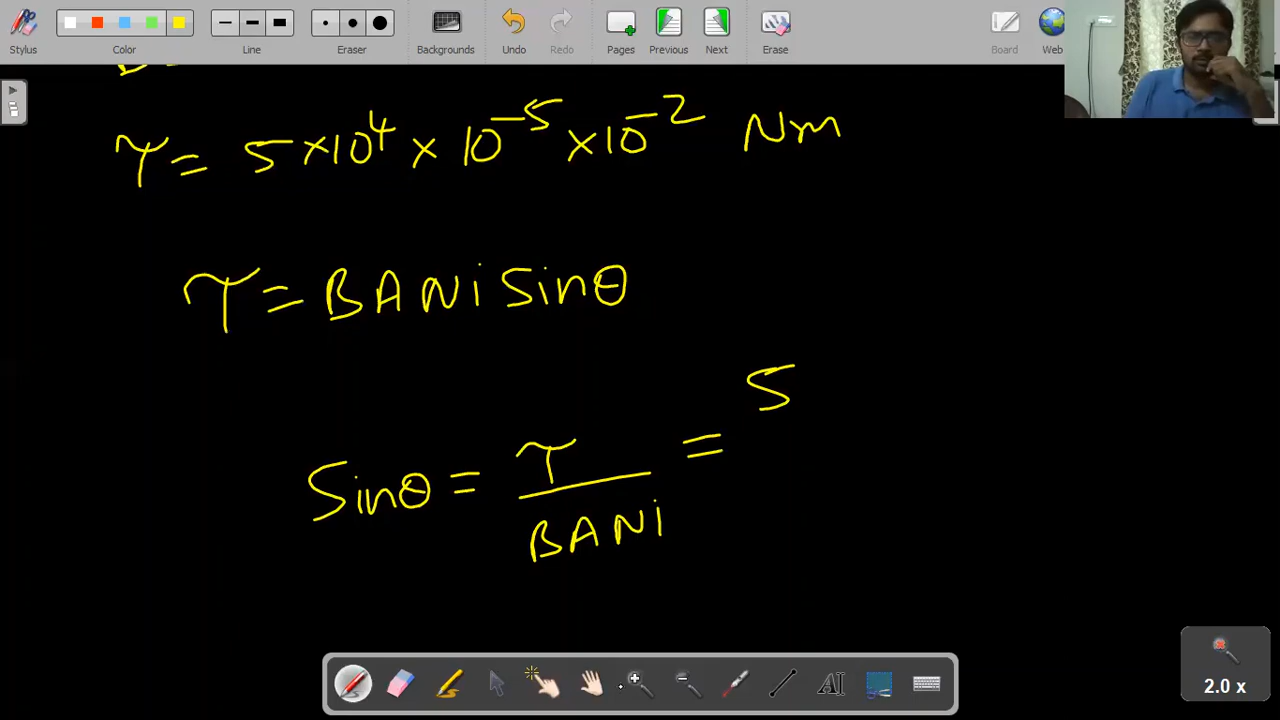 Stylus
Color
Line
Eraser
Backgrounds
Undo
Redo
Pages
Previous
Next
Erase
Board
Web
τ = 5×10⁴ × 10⁻⁵ × 10⁻² Nm
τ = BANi Sinθ
Sinθ = τ / BANi = 5
2.0 x